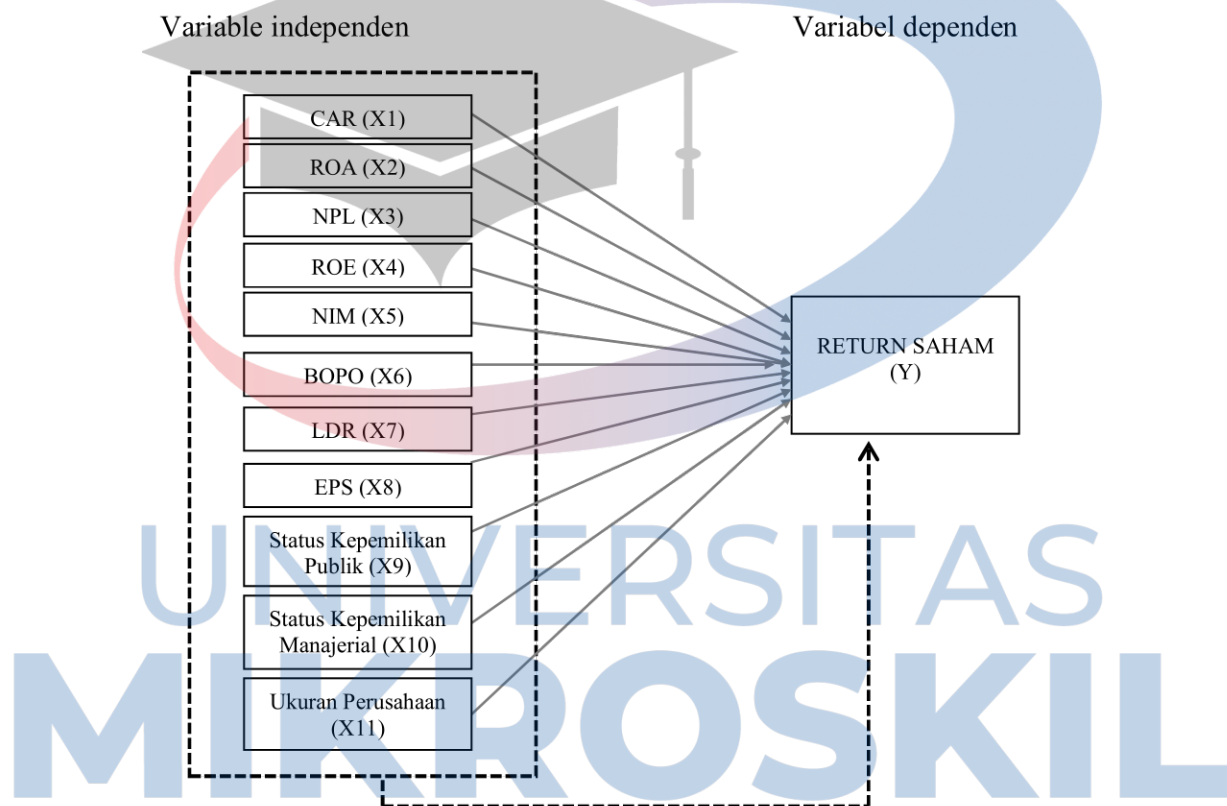 Variable independen
Variabel dependen
CAR (X1)
ROA (X2)
NPL (X3)
ROE (X4)
NIM (X5)
BOPO (X6)
LDR (X7)
EPS (X8)
Status Kepemilikan
Publik (X9)
Status Kepemilikan
Manajerial (X10)
Ukuran Perusahaan
(X11)
RETURN SAHAM
(Y)
UNIVERSITAS
MIKROSKIL